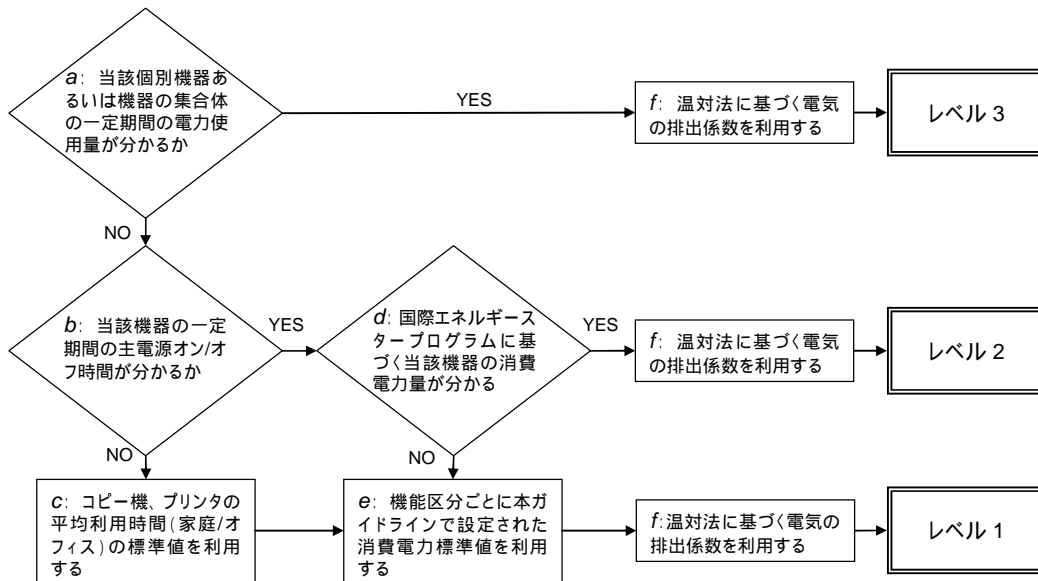 a: 当該個別機器あ
るいは機器の集合体
の一定期間の電力使
用量が分かるか
YES
f: 温対法に基づく電気
の排出係数を利用する
レベル 3
NO
b: 当該機器の一定
期間の主電源オン/オ
フ時間が分かるか
YES
d: 国際エネルギース
タープログラムに基
づく当該機器の消費
電力量が分かる
YES
f: 温対法に基づく電気
の排出係数を利用する
レベル 2
NO
NO
c: コピー機、プリンタの
平均利用時間(家庭/オ
フィス)の標準値を利用
する
e: 機能区分ごとに本ガ
イドラインで設定された
消費電力標準値を利用
する
f:温対法に基づく電気の
排出係数を利用する
レベル 1